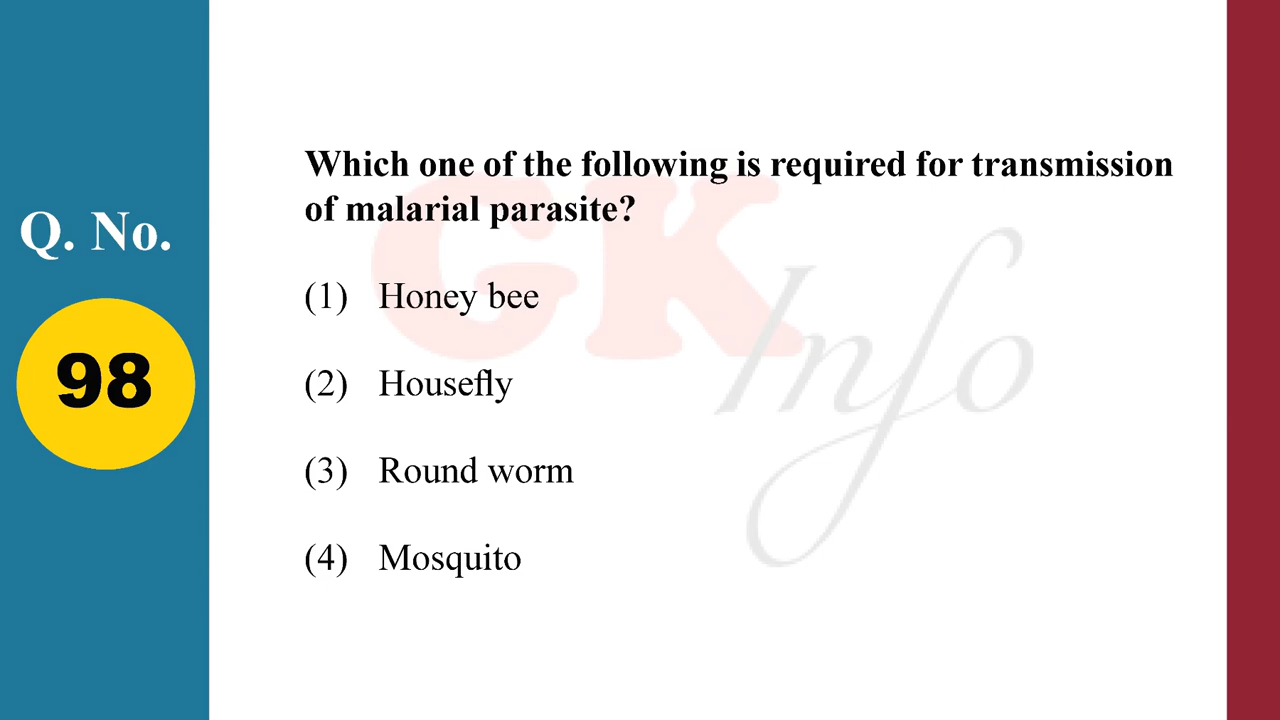 Q. No.
98
Which one of the following is required for transmission
of malarial parasite?
(1) Honey bee
(2) Housefly
(3) Round worm
(4) Mosquito
GK
Info